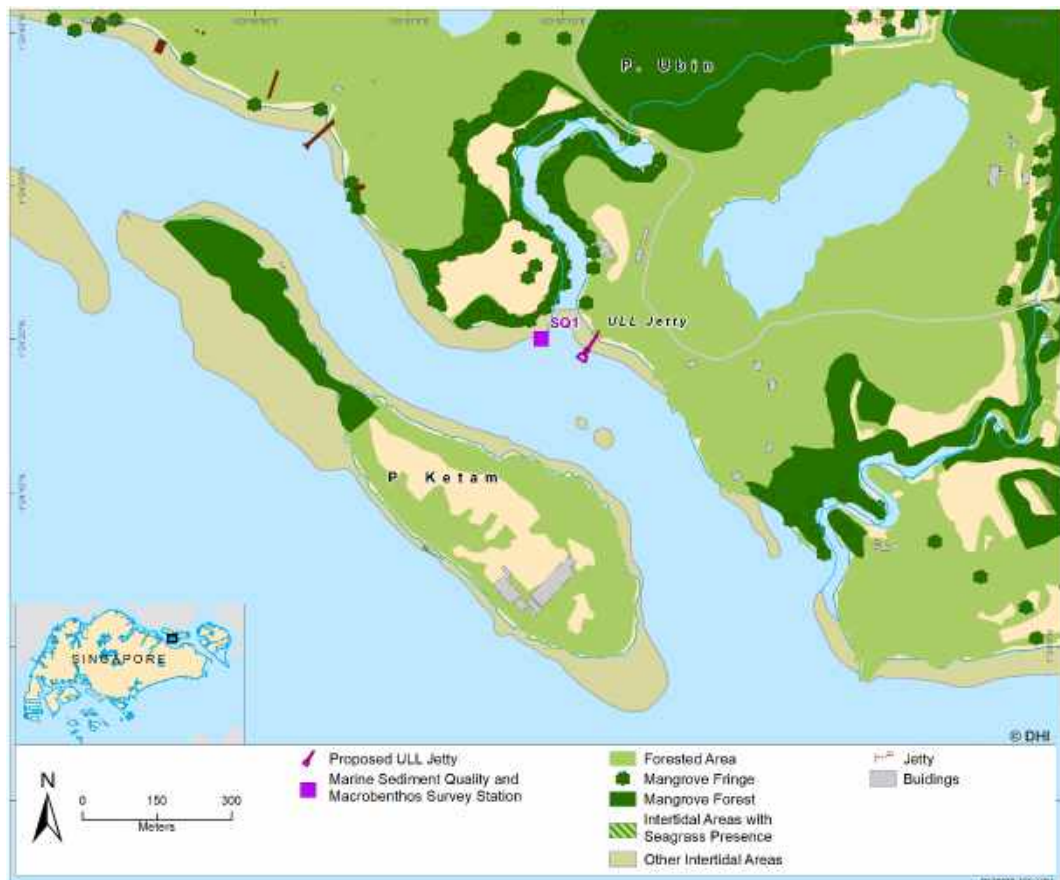 P. Ubin
SQ1
ULL Jetty
P. Ketam
SINGAPORE
© DHI
N
0 150 300
Meters
Proposed ULL Jetty
Marine Sediment Quality and
Macrobenthos Survey Station
Forested Area
Mangrove Fringe
Mangrove Forest
Intertidal Areas with
Seagrass Presence
Other Intertidal Areas
Jetty
Buidings